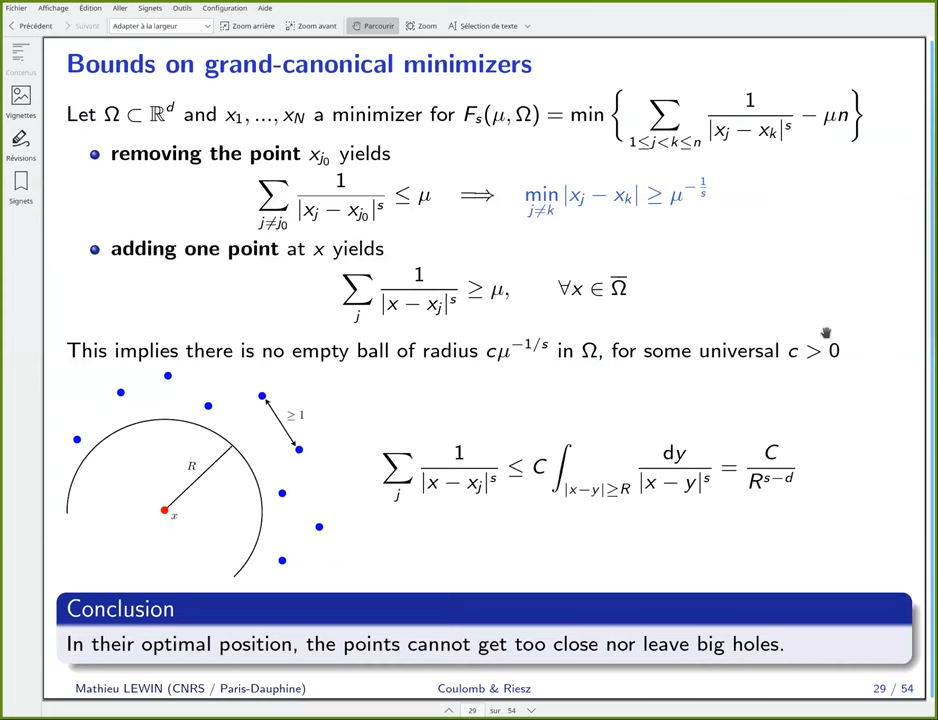 Fichier Affichage Édition Aller Signets Outils Configuration Aide
Précédent Suivant Adapter à la largeur Zoom arrière Zoom avant Parcourir Zoom Sélection de texte
Contenus
Vignettes
Révisions
Signets
Bounds on grand-canonical minimizers
Let Ω ⊂ ℝ^d and x_1, ..., x_N a minimizer for F_s(μ, Ω) = min { ∑_{1≤j<k≤n} 1/|x_j − x_k|^s − μn }
removing the point x_{j_0} yields
∑_{j≠j_0} 1/|x_j − x_{j_0}|^s ≤ μ ⟹ min_{j≠k} |x_j − x_k| ≥ μ^{−1/s}
adding one point at x yields
∑_j 1/|x − x_j|^s ≥ μ, ∀x ∈ Ω̅
This implies there is no empty ball of radius cμ^{−1/s} in Ω, for some universal c > 0
≥ 1
R
x
∑_j 1/|x − x_j|^s ≤ C ∫_{|x−y|≥R} dy/|x − y|^s = C/R^{s−d}
Conclusion
In their optimal position, the points cannot get too close nor leave big holes.
Mathieu LEWIN (CNRS / Paris-Dauphine) Coulomb & Riesz 29 / 54
29 sur 54